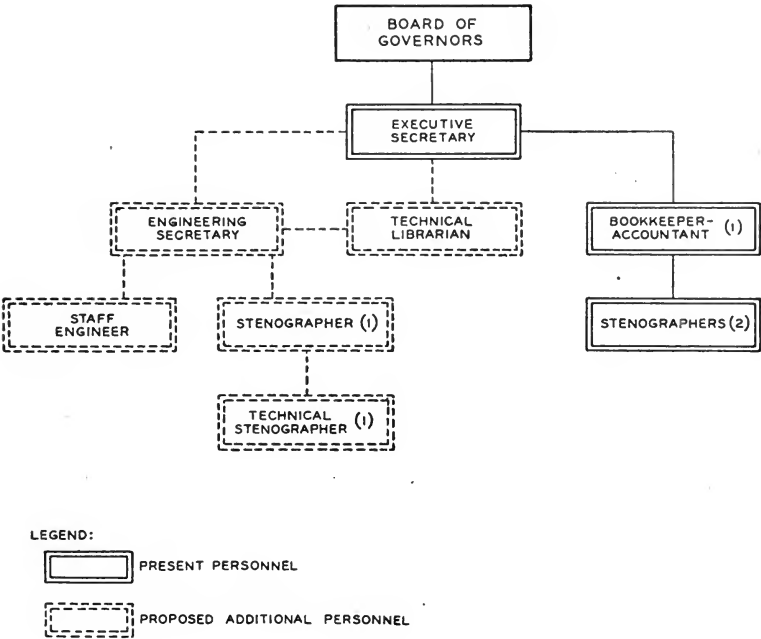 BOARD OF
GOVERNORS
EXECUTIVE
SECRETARY
ENGINEERING
SECRETARY
TECHNICAL
LIBRARIAN
BOOKKEEPER-
ACCOUNTANT (1)
STAFF
ENGINEER
STENOGRAPHER (1)
STENOGRAPHERS (2)
TECHNICAL
STENOGRAPHER (1)
LEGEND:
PRESENT PERSONNEL
PROPOSED ADDITIONAL PERSONNEL